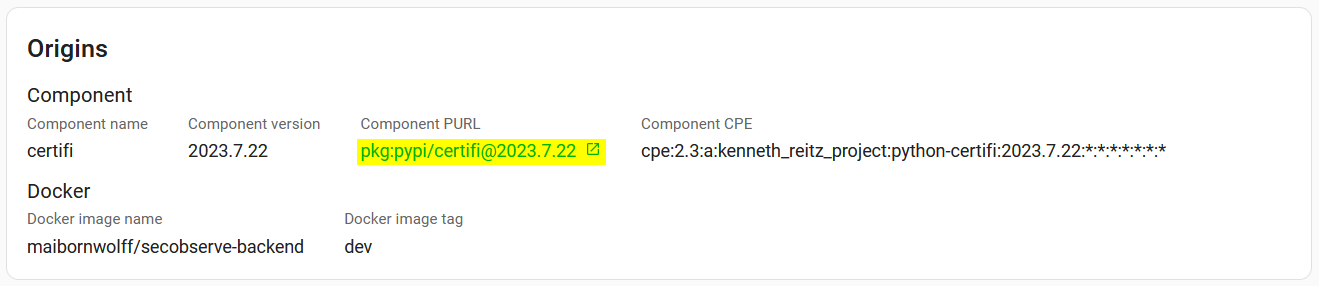 Origins
Component
Component name Component version Component PURL Component CPE
certifi 2023.7.22 pkg:pypi/certifi@2023.7.22 cpe:2.3:a:kenneth_reitz_project:python-certifi:2023.7.22:*:*:*:*:*:*:*
Docker
Docker image name Docker image tag
maibornwolff/secobserve-backend dev